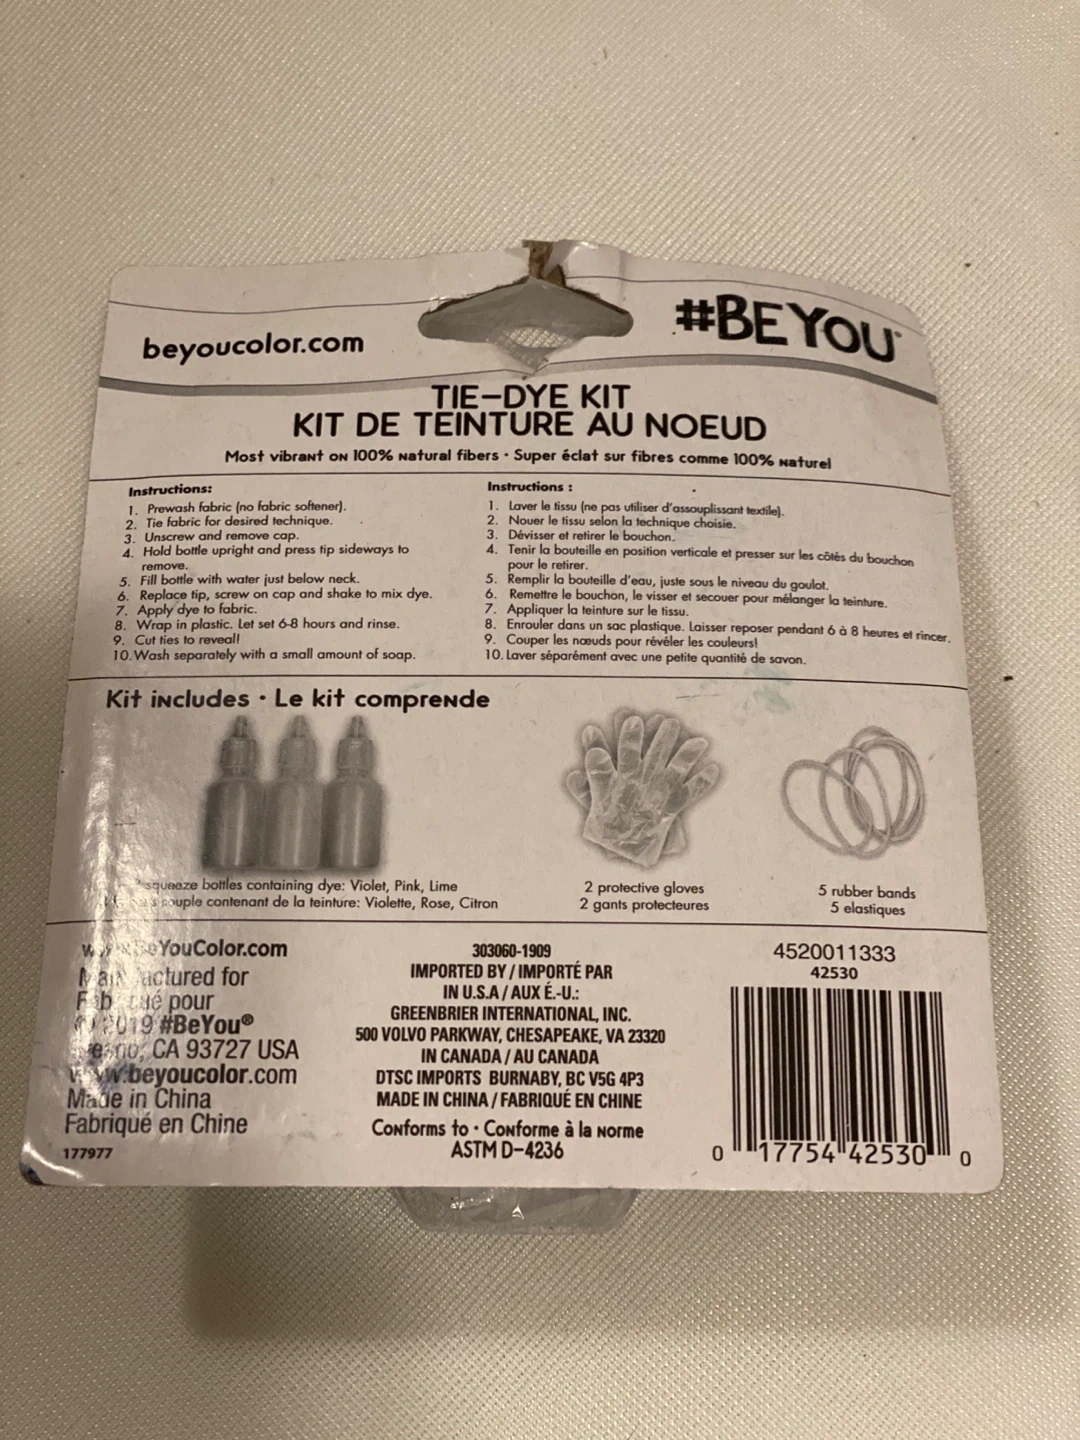 beyoucolor.com
#BEYOU
TIE-DYE KIT
KIT DE TEINTURE AU NOEUD
Most vibrant on 100% natural fibers · Super éclat sur fibres comme 100% naturel
Instructions:
1. Prewash fabric (no fabric softener).
2. Tie fabric for desired technique.
3. Unscrew and remove cap.
4. Hold bottle upright and press tip sideways to
remove.
5. Fill bottle with water just below neck.
6. Replace tip, screw on cap and shake to mix dye.
7. Apply dye to fabric.
8. Wrap in plastic. Let set 6-8 hours and rinse.
9. Cut ties to reveal!
10. Wash separately with a small amount of soap.
Instructions :
1. Laver le tissu (ne pas utiliser d'assouplissant textile).
2. Nouer le tissu selon la technique choisie.
3. Dévisser et retirer le bouchon.
4. Tenir la bouteille en position verticale et presser sur les côtés du bouchon
pour le retirer.
5. Remplir la bouteille d'eau, juste sous le niveau du goulot.
6. Remettre le bouchon, le visser et secouer pour mélanger la teinture.
7. Appliquer la teinture sur le tissu.
8. Enrouler dans un sac plastique. Laisser reposer pendant 6 à 8 heures et rincer.
9. Couper les nœuds pour révéler les couleurs!
10. Laver séparément avec une petite quantité de savon.
Kit includes · Le kit comprende
squeeze bottles containing dye: Violet, Pink, Lime
souple contenant de la teinture: Violette, Rose, Citron
2 protective gloves
2 gants protecteures
5 rubber bands
5 elastiques
www.BeYouColor.com
Manufactured for
Fabriqué pour
© 2019 #BeYou®
Fresno, CA 93727 USA
www.beyoucolor.com
Made in China
Fabriqué en Chine
177977
303060-1909
IMPORTED BY / IMPORTÉ PAR
IN U.S.A / AUX É.-U.:
GREENBRIER INTERNATIONAL, INC.
500 VOLVO PARKWAY, CHESAPEAKE, VA 23320
IN CANADA / AU CANADA
DTSC IMPORTS BURNABY, BC V5G 4P3
MADE IN CHINA / FABRIQUÉ EN CHINE
Conforms to · Conforme à la norme
ASTM D-4236
4520011333
42530
0 17754 42530 0